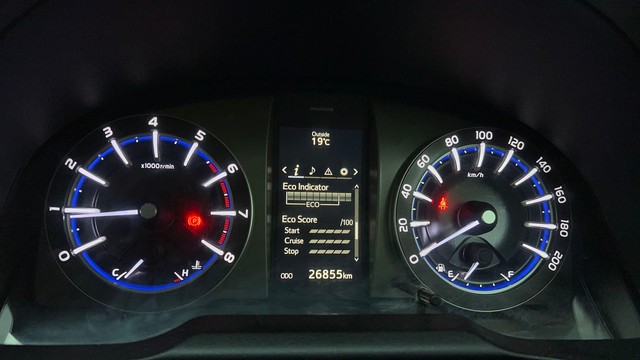 0 1 2 3 4 5 6 7 8
x1000r/min
P
C H
Outside
19°C
i
Eco Indicator
ECO
Eco Score /100
Start
Cruise
Stop
ODO 26855km
0 20 40 60 80 100 120 140 160 180 200
km/h
E F